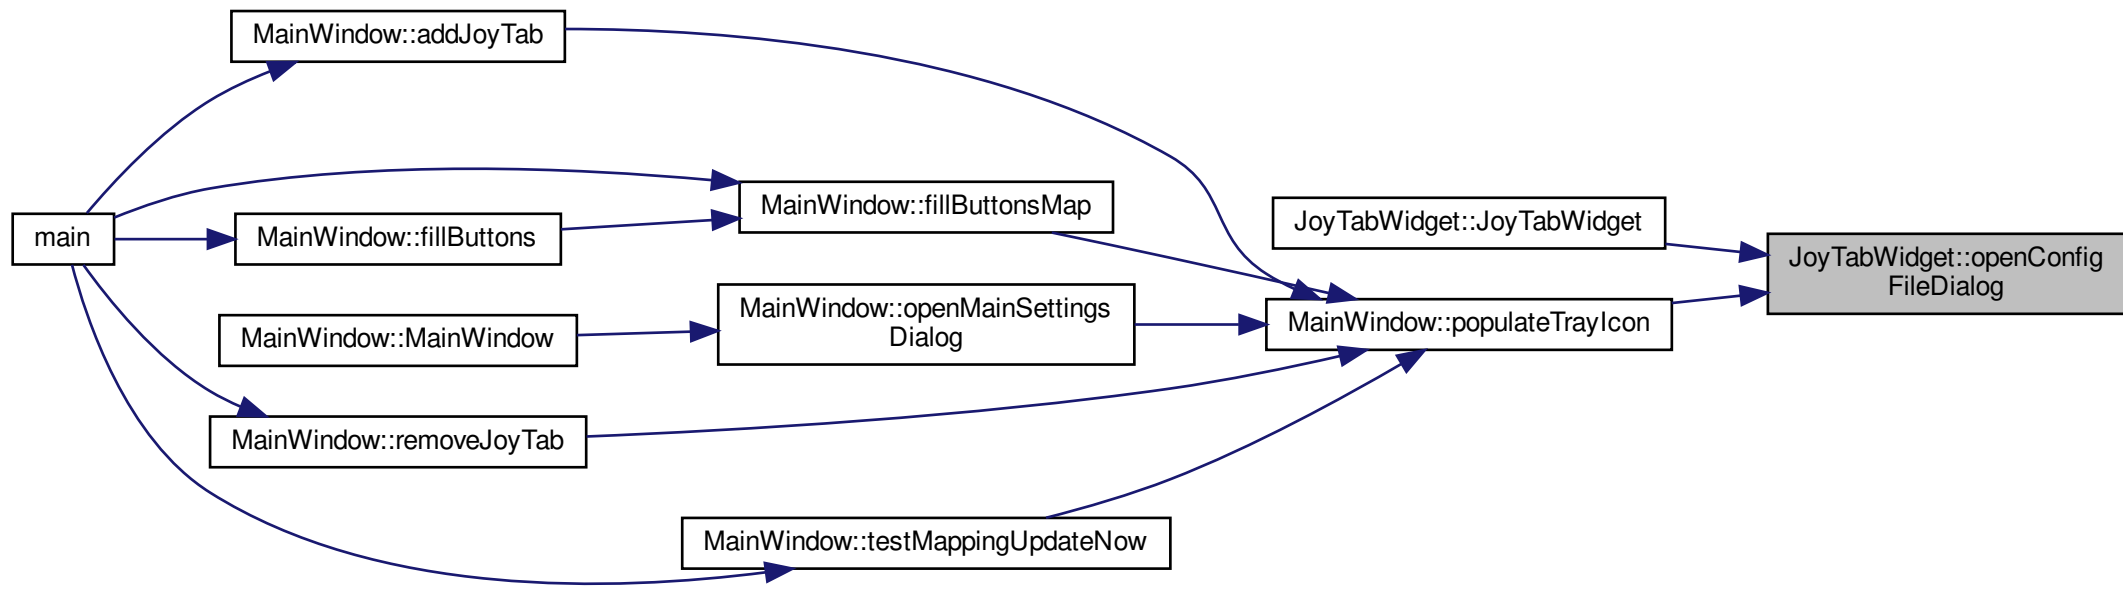 MainWindow::addJoyTab
main
MainWindow::fillButtonsMap
MainWindow::fillButtons
JoyTabWidget::JoyTabWidget
JoyTabWidget::openConfig
FileDialog
MainWindow::openMainSettings
Dialog
MainWindow::MainWindow
MainWindow::populateTrayIcon
MainWindow::removeJoyTab
MainWindow::testMappingUpdateNow